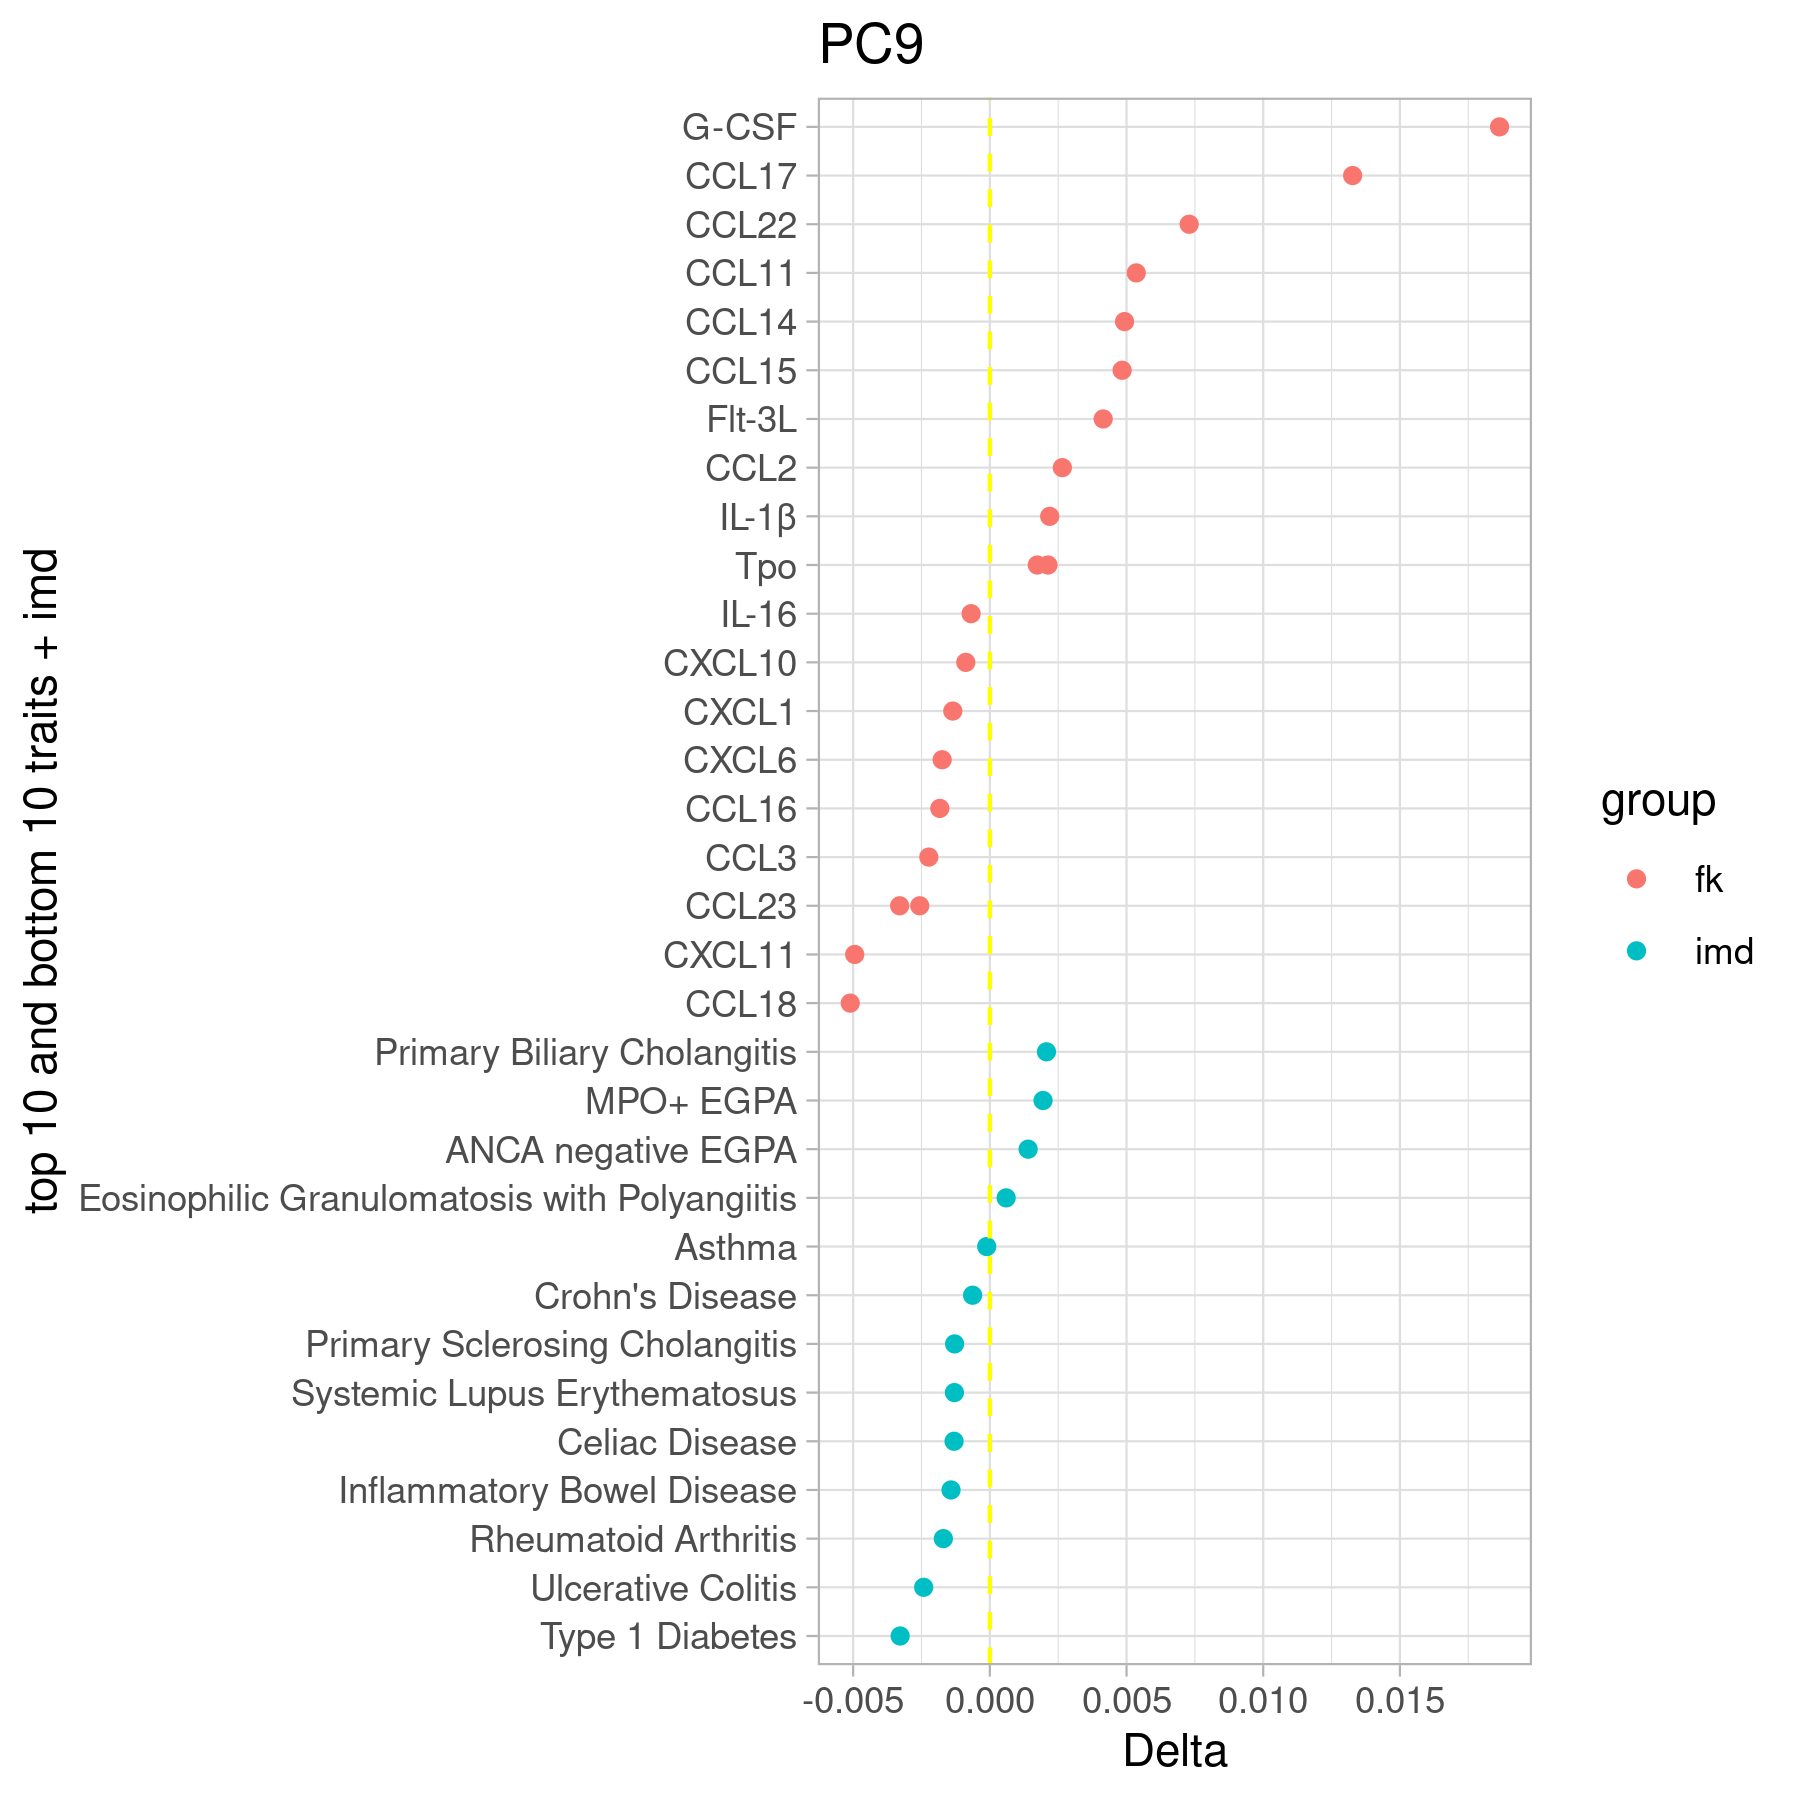 PC9
top 10 and bottom 10 traits + imd
G-CSF
CCL17
CCL22
CCL11
CCL14
CCL15
Flt-3L
CCL2
IL-1β
Tpo
IL-16
CXCL10
CXCL1
CXCL6
CCL16
CCL3
CCL23
CXCL11
CCL18
Primary Biliary Cholangitis
MPO+ EGPA
ANCA negative EGPA
Eosinophilic Granulomatosis with Polyangiitis
Asthma
Crohn's Disease
Primary Sclerosing Cholangitis
Systemic Lupus Erythematosus
Celiac Disease
Inflammatory Bowel Disease
Rheumatoid Arthritis
Ulcerative Colitis
Type 1 Diabetes
-0.005 0.000 0.005 0.010 0.015
Delta
group
fk
imd